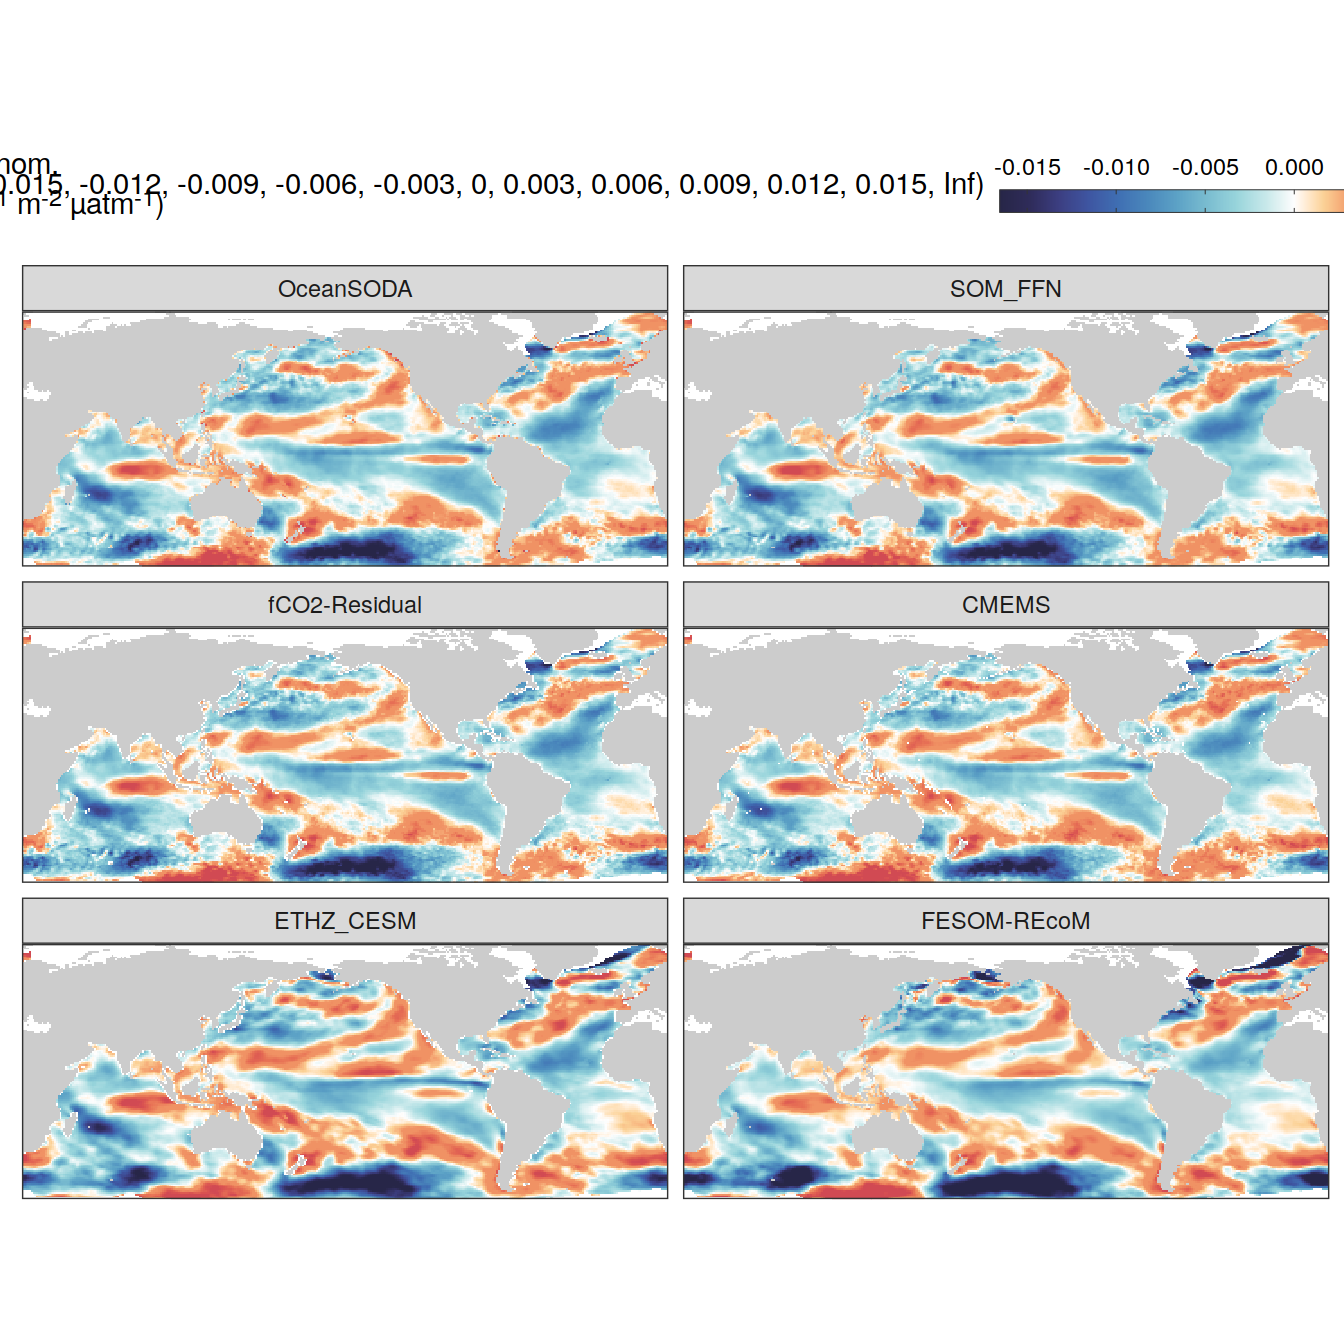 nom.
0.015, -0.012, -0.009, -0.006, -0.003, 0, 0.003, 0.006, 0.009, 0.012, 0.015, Inf)
1 m-2 µatm-1)
-0.015 -0.010 -0.005 0.000
OceanSODA SOM_FFN
fCO2-Residual CMEMS
ETHZ_CESM FESOM-REcoM